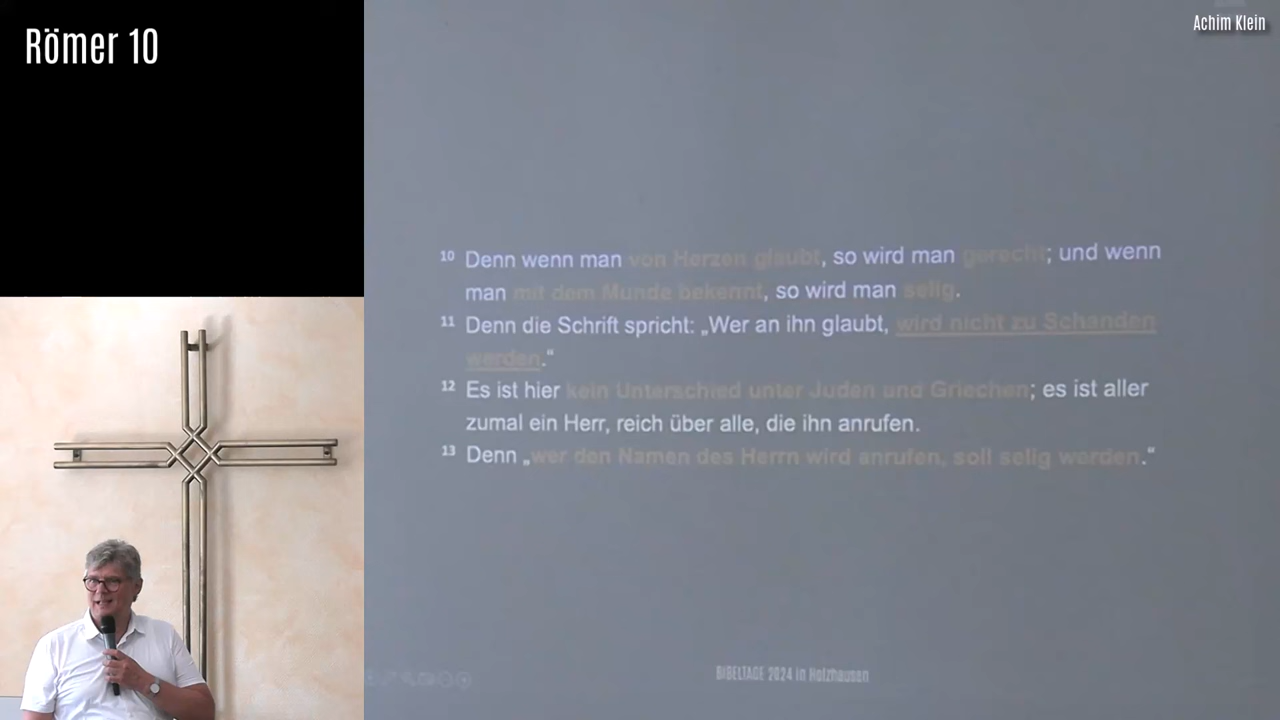 Römer 10
Achim Klein
10 Denn wenn man von Herzen glaubt, so wird man gerecht; und wenn
man mit dem Munde bekennt, so wird man selig.
11 Denn die Schrift spricht: „Wer an ihn glaubt, wird nicht zu Schanden
werden.“
12 Es ist hier kein Unterschied unter Juden und Griechen; es ist aller
zumal ein Herr, reich über alle, die ihn anrufen.
13 Denn „wer den Namen des Herrn wird anrufen, soll selig werden.“
BIBELTAGE 2024 in Holzhausen